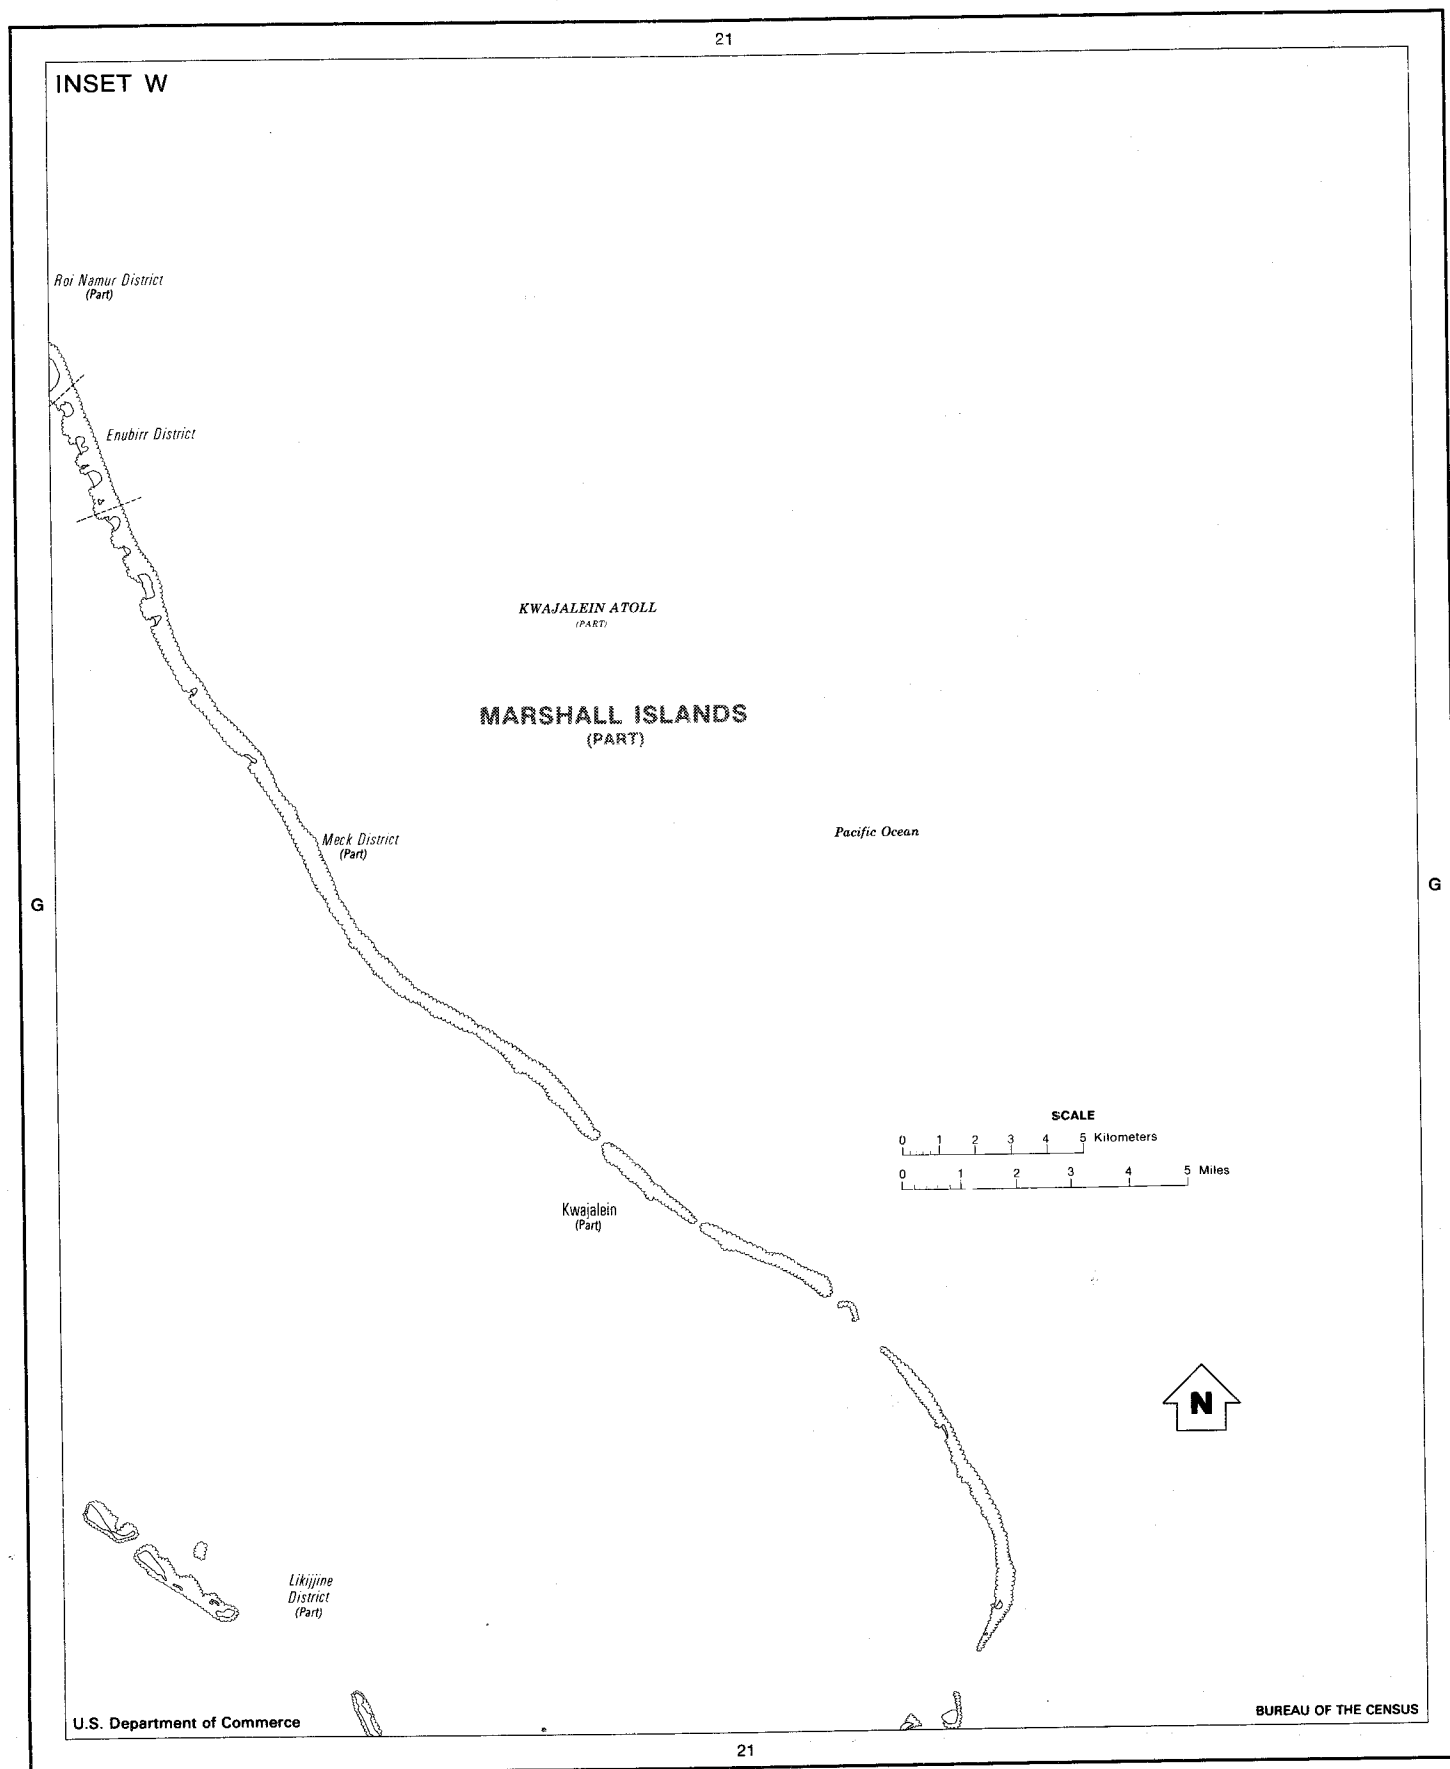 21
INSET W
Roi Namur District
(Part)
Enubirr District
KWAJALEIN ATOLL
(PART)
MARSHALL ISLANDS
(PART)
Pacific Ocean
Meck District
(Part)
G
G
SCALE
0 1 2 3 4 5 Kilometers
0 1 2 3 4 5 Miles
Kwajalein
(Part)
N
Likijjine
District
(Part)
U.S. Department of Commerce
BUREAU OF THE CENSUS
21